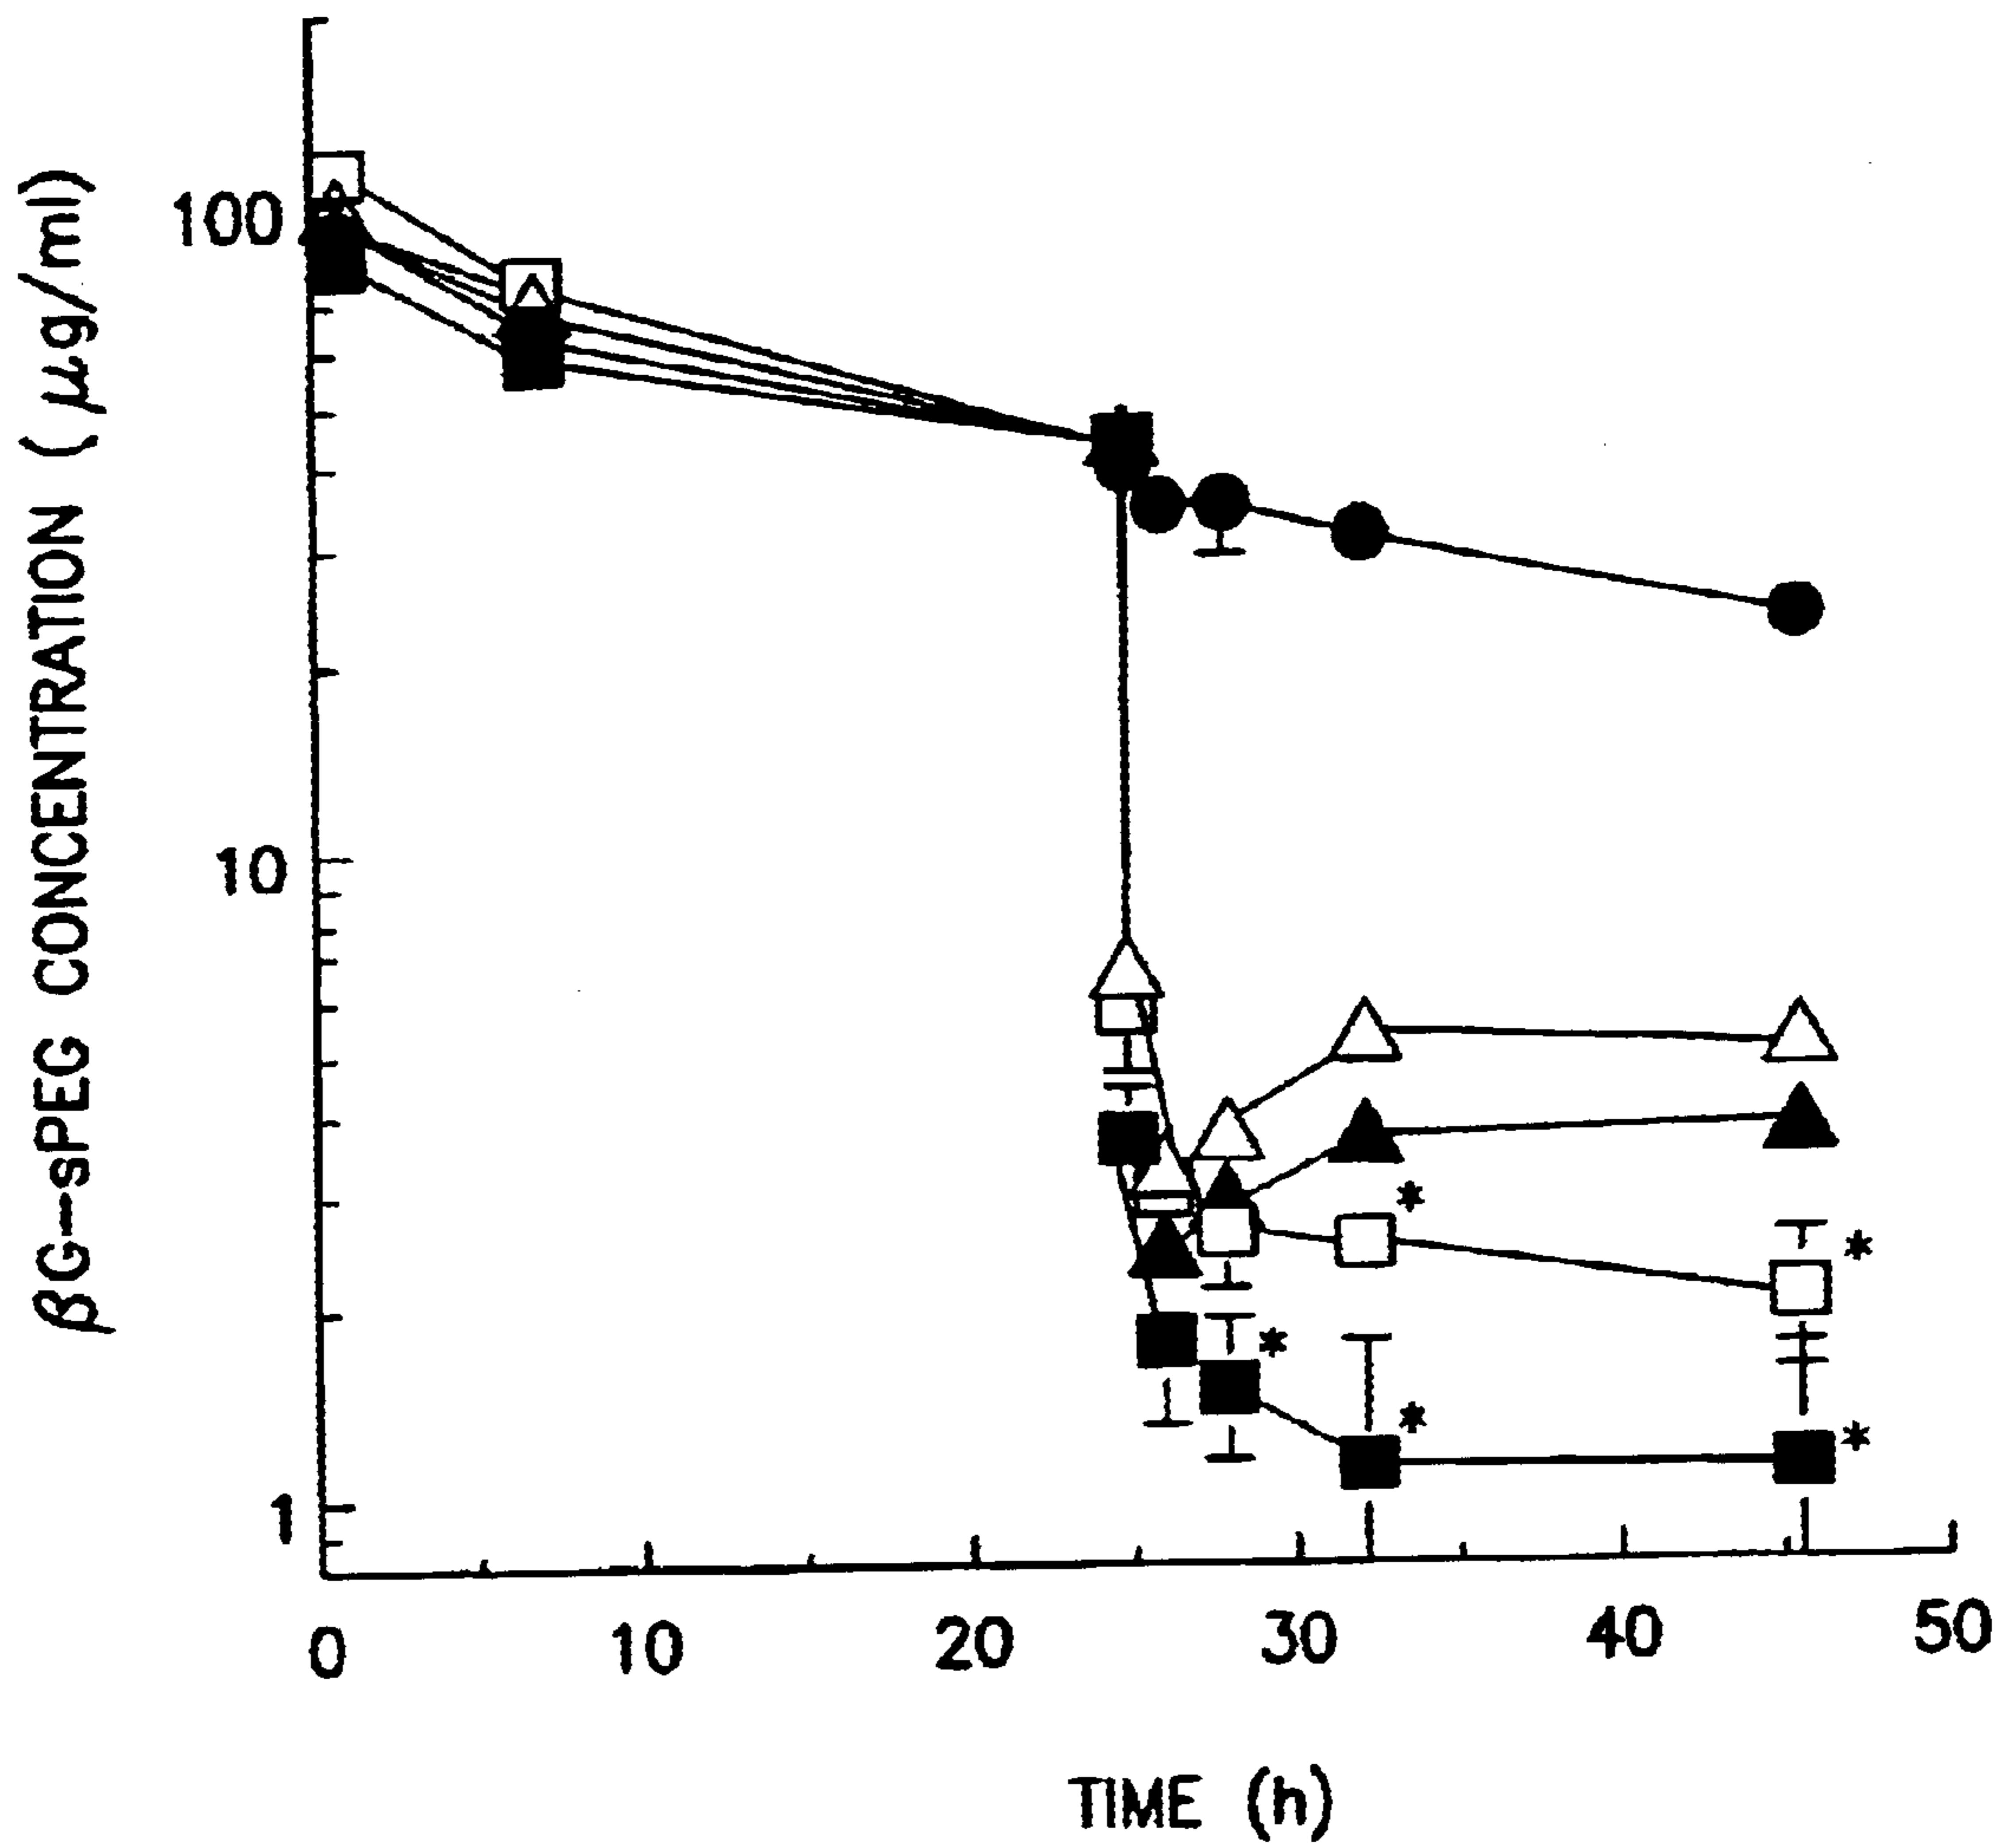 βG-sPEG CONCENTRATION (μg/ml)
100
10
1
*
*
*
*
*
0 10 20 30 40 50
TIME (h)